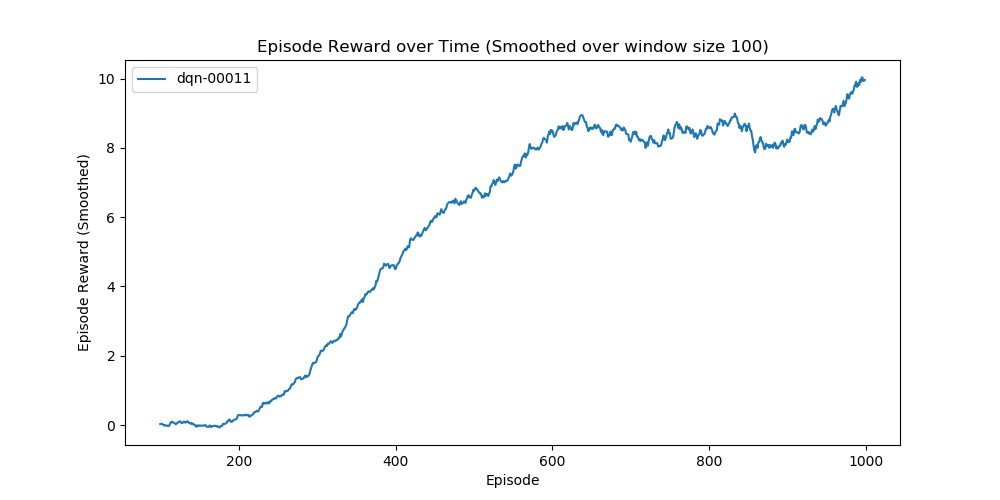 Episode Reward over Time (Smoothed over window size 100)
dqn-00011
10
8
6
4
2
0
Episode Reward (Smoothed)
200 400 600 800 1000
Episode